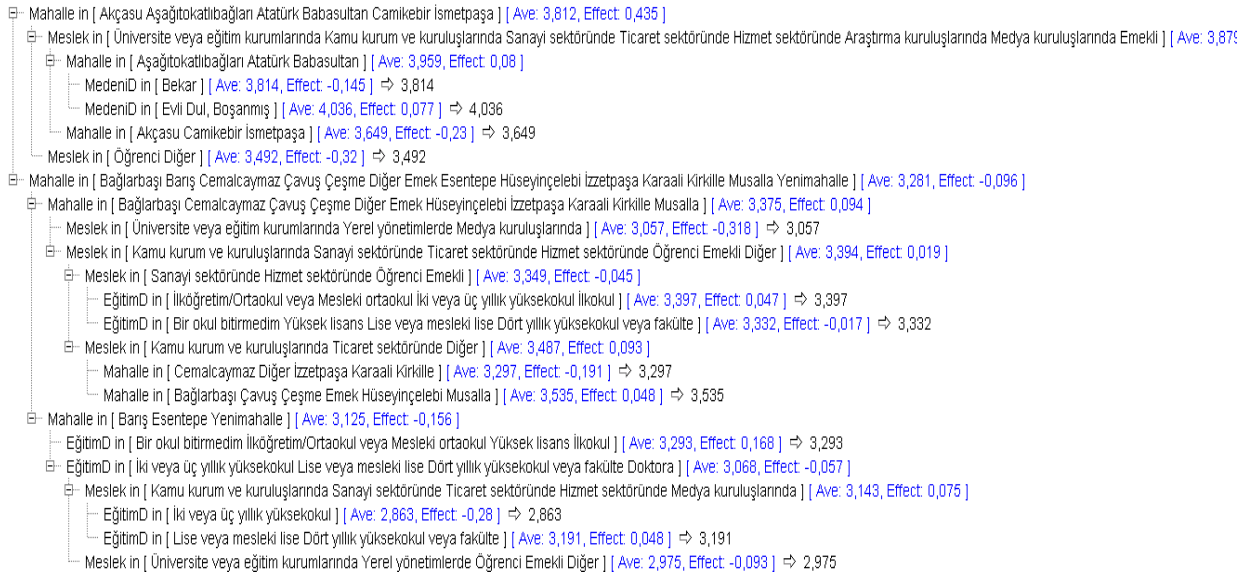 Mahalle in [ Akçasu Aşağıtokatlıbağları Atatürk Babasultan Camikebir İsmetpaşa ] [ Ave: 3,812, Effect: 0,435 ]
Meslek in [ Üniversite veya eğitim kurumlarında Kamu kurum ve kuruluşlarında Sanayi sektöründe Ticaret sektöründe Hizmet sektöründe Araştırma kuruluşlarında Medya kuruluşlarında Emekli ] [ Ave: 3,879
Mahalle in [ Aşağıtokatlıbağları Atatürk Babasultan ] [ Ave: 3,959, Effect: 0,08 ]
MedeniD in [ Bekar ] [ Ave: 3,814, Effect: -0,145 ] ⇨ 3,814
MedeniD in [ Evli Dul, Boşanmış ] [ Ave: 4,036, Effect: 0,077 ] ⇨ 4,036
Mahalle in [ Akçasu Camikebir İsmetpaşa ] [ Ave: 3,649, Effect: -0,23 ] ⇨ 3,649
Meslek in [ Öğrenci Diğer ] [ Ave: 3,492, Effect: -0,32 ] ⇨ 3,492
Mahalle in [ Bağlarbaşı Barış Cemalcaymaz Çavuş Çeşme Diğer Emek Esentepe Hüseyinçelebi İzzetpaşa Karaali Kirkille Musalla Yenimahalle ] [ Ave: 3,281, Effect: -0,096 ]
Mahalle in [ Bağlarbaşı Cemalcaymaz Çavuş Çeşme Diğer Emek Hüseyinçelebi İzzetpaşa Karaali Kirkille Musalla ] [ Ave: 3,375, Effect: 0,094 ]
Meslek in [ Üniversite veya eğitim kurumlarında Yerel yönetimlerde Medya kuruluşlarında ] [ Ave: 3,057, Effect: -0,318 ] ⇨ 3,057
Meslek in [ Kamu kurum ve kuruluşlarında Sanayi sektöründe Ticaret sektöründe Hizmet sektöründe Öğrenci Emekli Diğer ] [ Ave: 3,394, Effect: 0,019 ]
Meslek in [ Sanayi sektöründe Hizmet sektöründe Öğrenci Emekli ] [ Ave: 3,349, Effect: -0,045 ]
EğitimD in [ İlköğretim/Ortaokul veya Mesleki ortaokul İki veya üç yıllık yüksekokul İlkokul ] [ Ave: 3,397, Effect: 0,047 ] ⇨ 3,397
EğitimD in [ Bir okul bitirmedim Yüksek lisans Lise veya mesleki lise Dört yıllık yüksekokul veya fakülte ] [ Ave: 3,332, Effect: -0,017 ] ⇨ 3,332
Meslek in [ Kamu kurum ve kuruluşlarında Ticaret sektöründe Diğer ] [ Ave: 3,487, Effect: 0,093 ]
Mahalle in [ Cemalcaymaz Diğer İzzetpaşa Karaali Kirkille ] [ Ave: 3,297, Effect: -0,191 ] ⇨ 3,297
Mahalle in [ Bağlarbaşı Çavuş Çeşme Emek Hüseyinçelebi Musalla ] [ Ave: 3,535, Effect: 0,048 ] ⇨ 3,535
Mahalle in [ Barış Esentepe Yenimahalle ] [ Ave: 3,125, Effect: -0,156 ]
EğitimD in [ Bir okul bitirmedim İlköğretim/Ortaokul veya Mesleki ortaokul Yüksek lisans İlkokul ] [ Ave: 3,293, Effect: 0,168 ] ⇨ 3,293
EğitimD in [ İki veya üç yıllık yüksekokul Lise veya mesleki lise Dört yıllık yüksekokul veya fakülte Doktora ] [ Ave: 3,068, Effect: -0,057 ]
Meslek in [ Kamu kurum ve kuruluşlarında Sanayi sektöründe Ticaret sektöründe Hizmet sektöründe Medya kuruluşlarında ] [ Ave: 3,143, Effect: 0,075 ]
EğitimD in [ İki veya üç yıllık yüksekokul ] [ Ave: 2,863, Effect: -0,28 ] ⇨ 2,863
EğitimD in [ Lise veya mesleki lise Dört yıllık yüksekokul veya fakülte ] [ Ave: 3,191, Effect: 0,048 ] ⇨ 3,191
Meslek in [ Üniversite veya eğitim kurumlarında Yerel yönetimlerde Öğrenci Emekli Diğer ] [ Ave: 2,975, Effect: -0,093 ] ⇨ 2,975